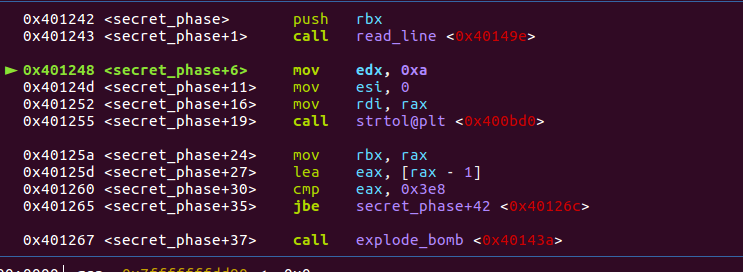 0x401242 <secret_phase> push rbx
0x401243 <secret_phase+1> call read_line <0x40149e>
► 0x401248 <secret_phase+6> mov edx, 0xa
0x40124d <secret_phase+11> mov esi, 0
0x401252 <secret_phase+16> mov rdi, rax
0x401255 <secret_phase+19> call strtol@plt <0x400bd0>
0x40125a <secret_phase+24> mov rbx, rax
0x40125d <secret_phase+27> lea eax, [rax - 1]
0x401260 <secret_phase+30> cmp eax, 0x3e8
0x401265 <secret_phase+35> jbe secret_phase+42 <0x40126c>
0x401267 <secret_phase+37> call explode_bomb <0x40143a>